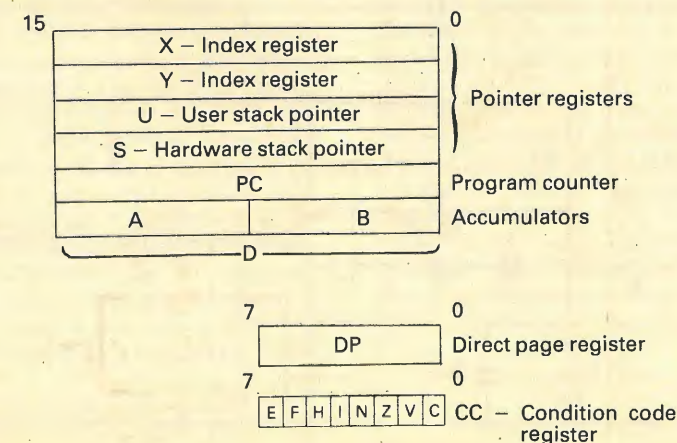 15 0
X – Index register
Y – Index register
U – User stack pointer
S – Hardware stack pointer
Pointer registers
PC Program counter
A B Accumulators
D
7 0
DP Direct page register
7 0
E F H I N Z V C CC – Condition code
register